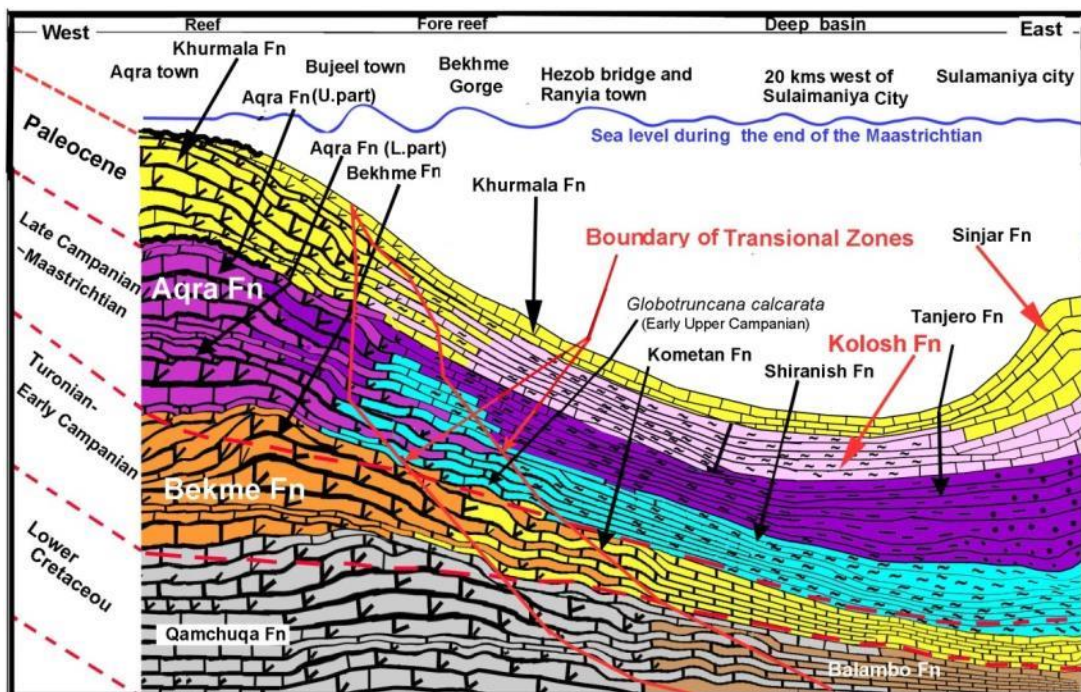 Reef
Fore reef
Deep basin
West
East
Khurmala Fn
Aqra town
Bujeel town
Bekhme
Gorge
Hezob bridge and
Ranyia town
20 kms west of
Sulaimaniya City
Sulamaniya city
Aqra Fn (U.part)
Sea level during the end of the Maastrichtian
Aqra Fn (L.part)
Bekhme Fn
Khurmala Fn
Boundary of Transional Zones
Sinjar Fn
Globotruncana calcarata
(Early Upper Campanian)
Tanjero Fn
Kometan Fn
Kolosh Fn
Shiranish Fn
Paleocene
Late Campanian
-Maastrichtian
Turonian-
Early Campanian
Lower
Cretaceou
Aqra Fn
Bekme Fn
Qamchuqa Fn
Balambo Fn